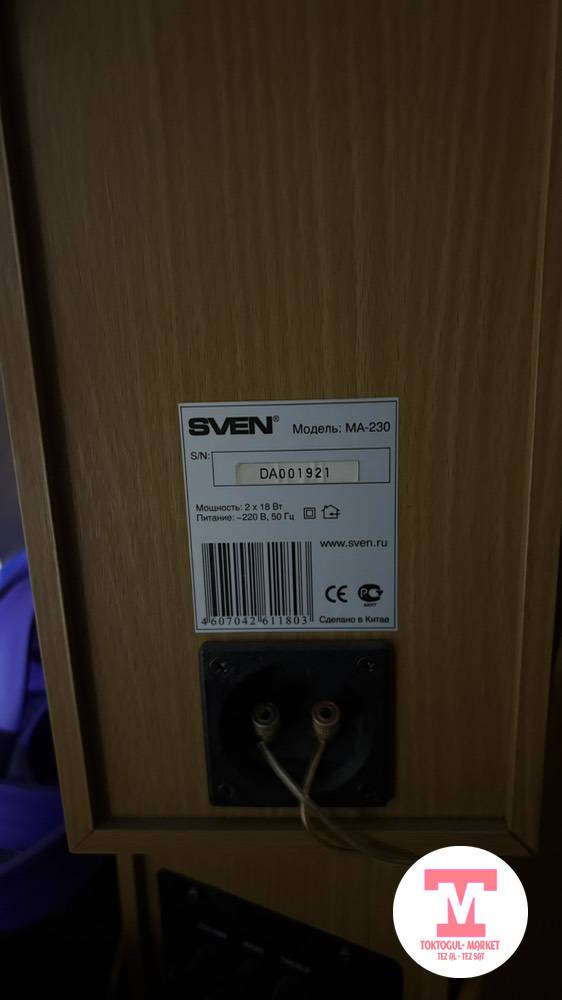 SVEN® Модель: MA-230
S/N:
DA001921
Мощность: 2 x 18 Вт
Питание: ~220 В, 50 Гц
www.sven.ru
CE
4 607042 611803
Сделано в Китае
TM
TOKTOGUL- MARKET
TEZ AL - TEZ SAT